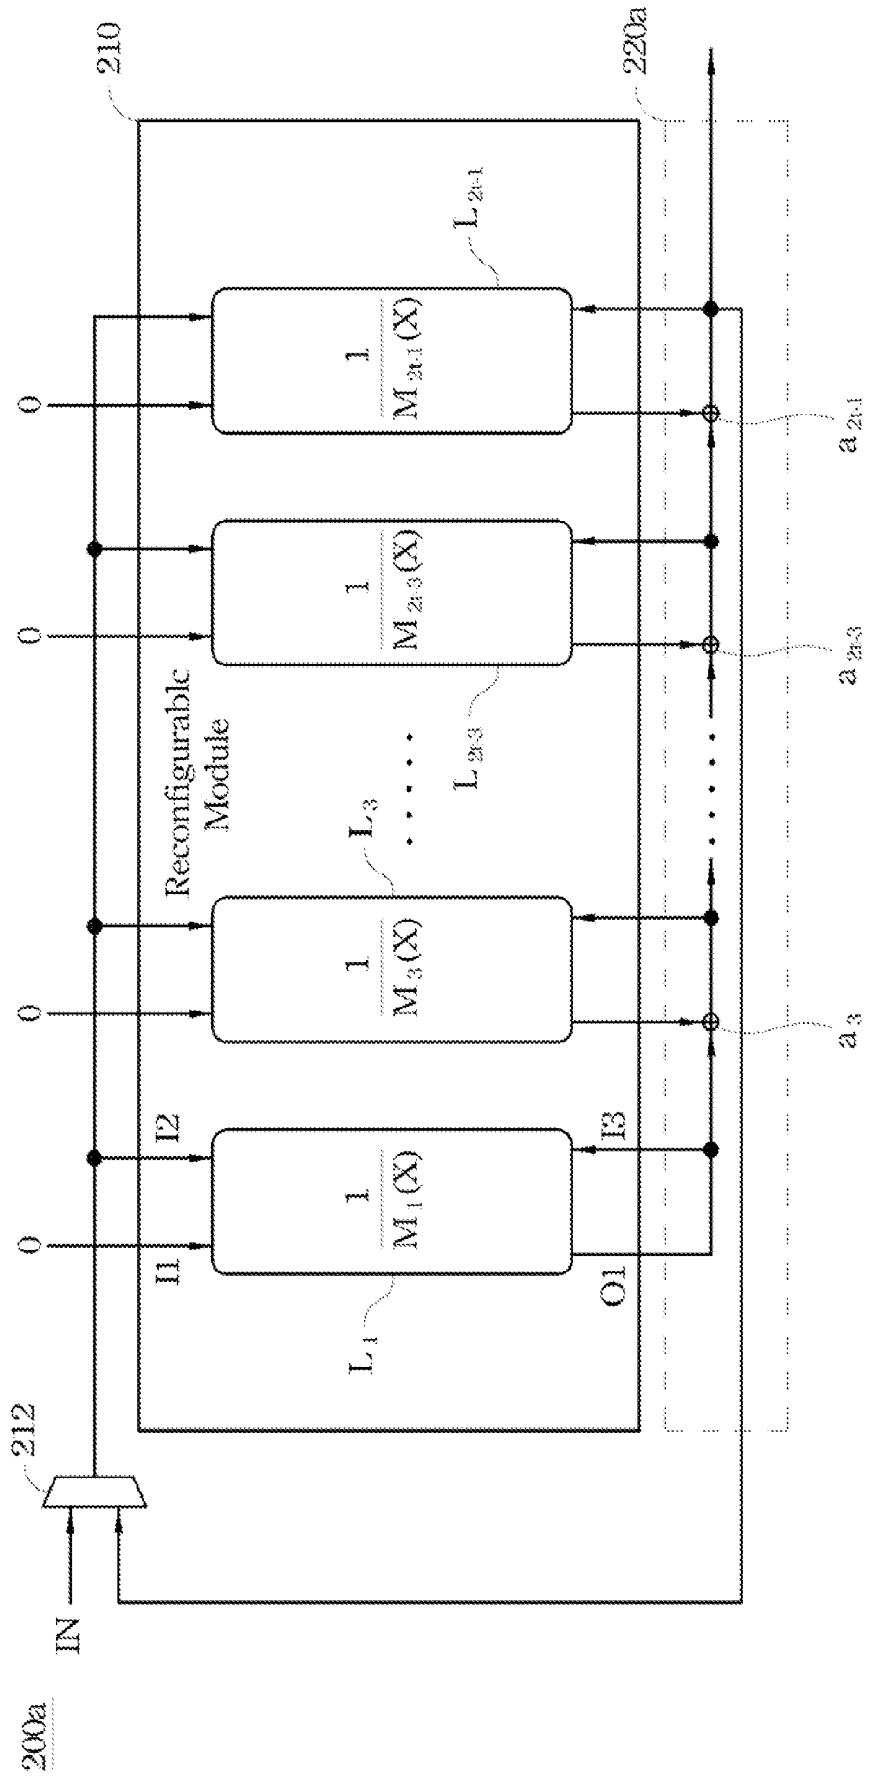 200a
IN
212
0
0
0
0
210
I1
I2
Reconfigurable
Module
L1
1
M1(X)
L3
1
M3(X)
L2t-3
1
M2t-3(X)
L2t-1
1
M2t-1(X)
O1
I3
220a
a3
a2t-3
a2t-1